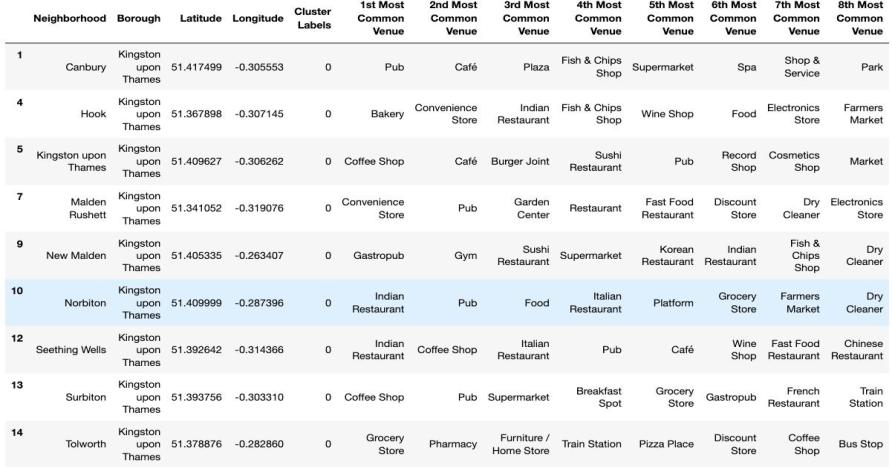 Neighborhood Borough Latitude Longitude Cluster Labels 1st Most Common Venue 2nd Most Common Venue 3rd Most Common Venue 4th Most Common Venue 5th Most Common Venue 6th Most Common Venue 7th Most Common Venue 8th Most Common Venue
1 Canbury Kingston upon Thames 51.417499 -0.305553 0 Pub Café Plaza Fish & Chips Shop Supermarket Spa Shop & Service Park
4 Hook Kingston upon Thames 51.367898 -0.307145 0 Bakery Convenience Store Indian Restaurant Fish & Chips Shop Wine Shop Food Electronics Store Farmers Market
5 Kingston upon Thames Kingston upon Thames 51.409627 -0.306262 0 Coffee Shop Café Burger Joint Sushi Restaurant Pub Record Shop Cosmetics Shop Market
7 Malden Rushett Kingston upon Thames 51.341052 -0.319076 0 Convenience Store Pub Garden Center Restaurant Fast Food Restaurant Discount Store Dry Cleaner Electronics Store
9 New Malden Kingston upon Thames 51.405335 -0.263407 0 Gastropub Gym Sushi Restaurant Supermarket Korean Restaurant Indian Restaurant Fish & Chips Shop Dry Cleaner
10 Norbiton Kingston upon Thames 51.409999 -0.287396 0 Indian Restaurant Pub Food Italian Restaurant Platform Grocery Store Farmers Market Dry Cleaner
12 Seething Wells Kingston upon Thames 51.392642 -0.314366 0 Indian Restaurant Coffee Shop Italian Restaurant Pub Café Wine Shop Fast Food Restaurant Chinese Restaurant
13 Surbiton Kingston upon Thames 51.393756 -0.303310 0 Coffee Shop Pub Supermarket Breakfast Spot Grocery Store Gastropub French Restaurant Train Station
14 Tolworth Kingston upon Thames 51.378876 -0.282860 0 Grocery Store Pharmacy Furniture / Home Store Train Station Pizza Place Discount Store Coffee Shop Bus Stop